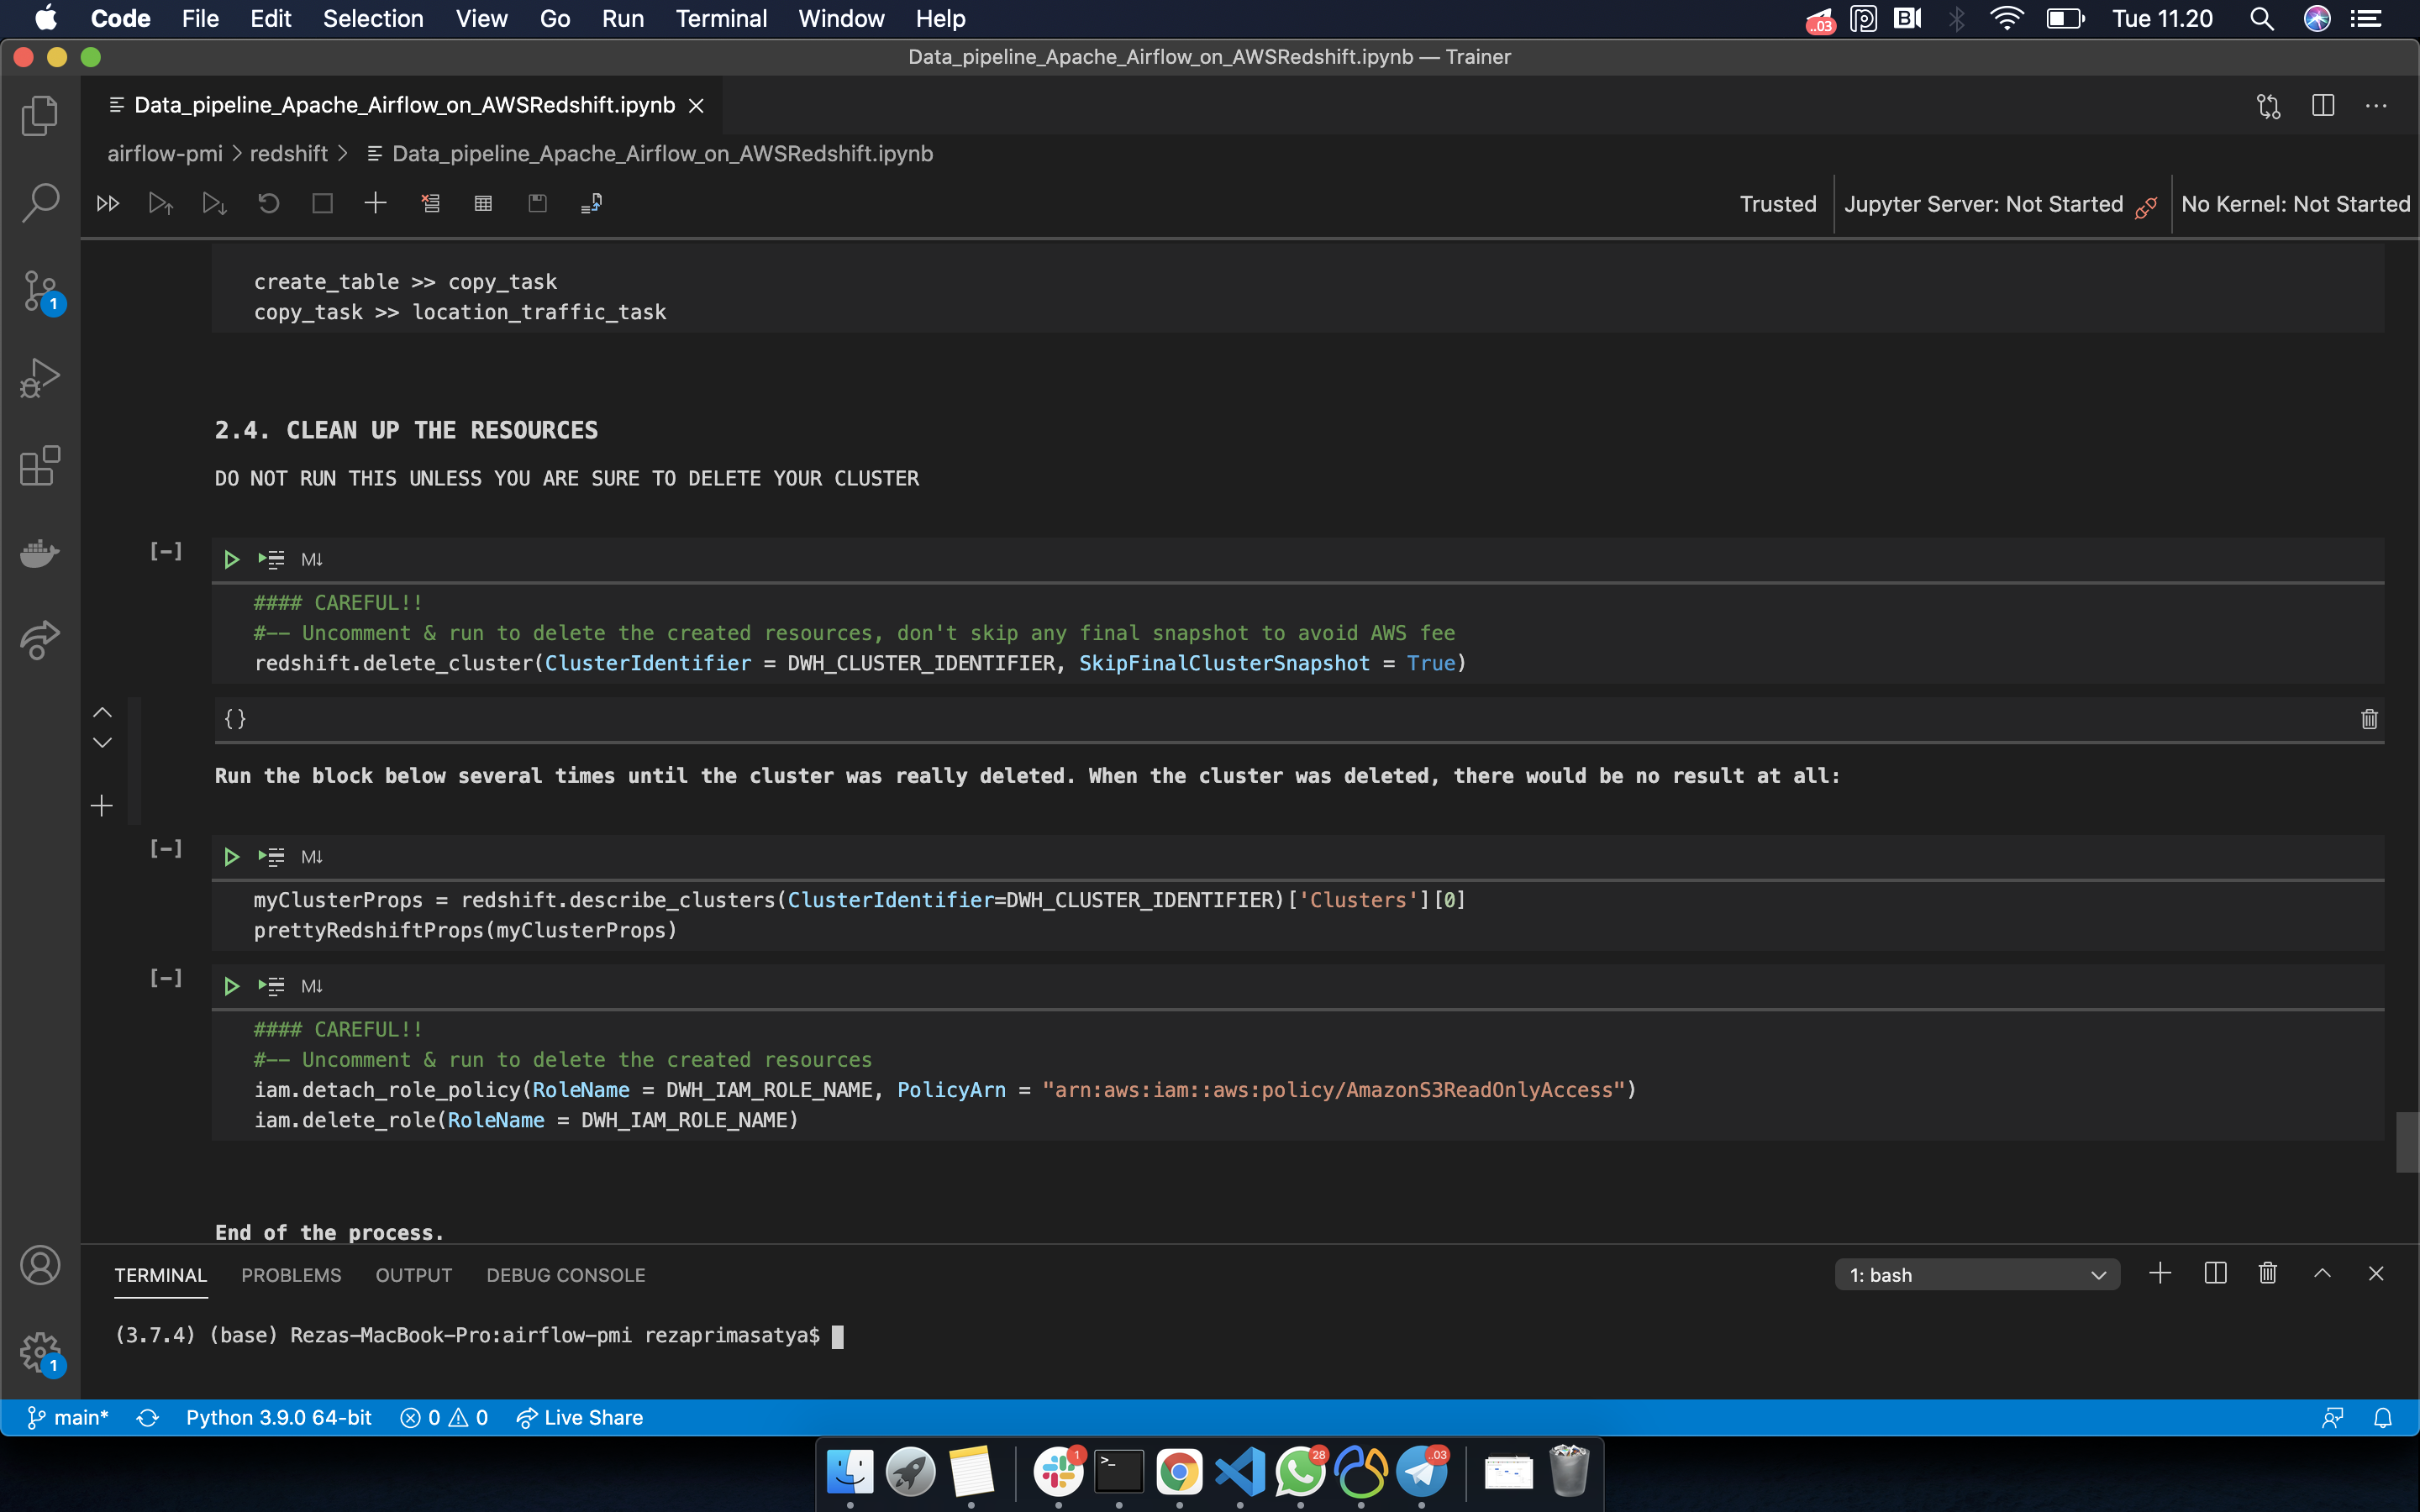 Code File Edit Selection View Go Run Terminal Window Help ..03 Tue 11.20
Data_pipeline_Apache_Airflow_on_AWSRedshift.ipynb — Trainer
Data_pipeline_Apache_Airflow_on_AWSRedshift.ipynb
airflow-pmi > redshift > Data_pipeline_Apache_Airflow_on_AWSRedshift.ipynb
Trusted Jupyter Server: Not Started No Kernel: Not Started
create_table >> copy_task
copy_task >> location_traffic_task
1
2.4. CLEAN UP THE RESOURCES
DO NOT RUN THIS UNLESS YOU ARE SURE TO DELETE YOUR CLUSTER
[-]
M↓
#### CAREFUL!!
#-- Uncomment & run to delete the created resources, don't skip any final snapshot to avoid AWS fee
redshift.delete_cluster(ClusterIdentifier = DWH_CLUSTER_IDENTIFIER, SkipFinalClusterSnapshot = True)
{}
Run the block below several times until the cluster was really deleted. When the cluster was deleted, there would be no result at all:
[-]
M↓
myClusterProps = redshift.describe_clusters(ClusterIdentifier=DWH_CLUSTER_IDENTIFIER)['Clusters'][0]
prettyRedshiftProps(myClusterProps)
[-]
M↓
#### CAREFUL!!
#-- Uncomment & run to delete the created resources
iam.detach_role_policy(RoleName = DWH_IAM_ROLE_NAME, PolicyArn = "arn:aws:iam::aws:policy/AmazonS3ReadOnlyAccess")
iam.delete_role(RoleName = DWH_IAM_ROLE_NAME)
End of the process.
TERMINAL PROBLEMS OUTPUT DEBUG CONSOLE 1: bash
(3.7.4) (base) Rezas-MacBook-Pro:airflow-pmi rezaprimasatya$
1
main* Python 3.9.0 64-bit 0 0 Live Share
1 28 ..03